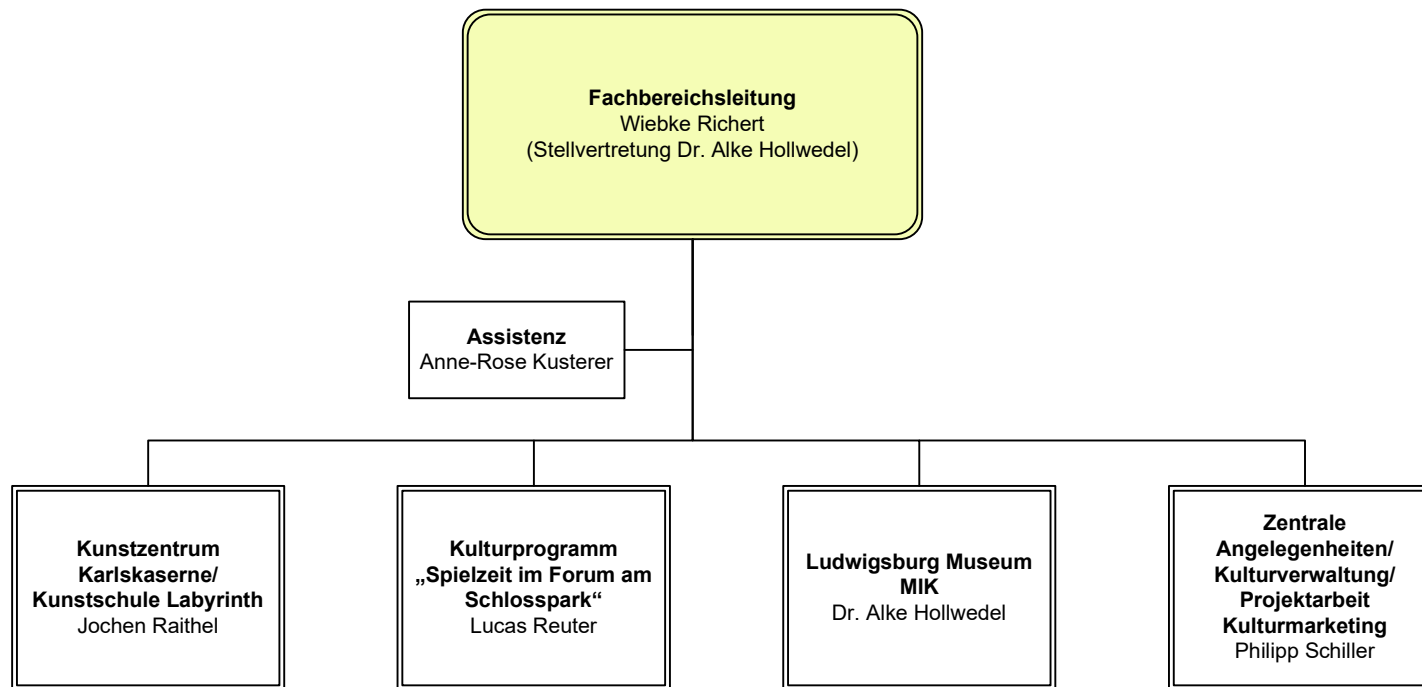 Fachbereichsleitung
Wiebke Richert
(Stellvertretung Dr. Alke Hollwedel)
Assistenz
Anne-Rose Kusterer
Kunstzentrum
Karlskaserne/
Kunstschule Labyrinth
Jochen Raithel
Kulturprogramm
„Spielzeit im Forum am
Schlosspark“
Lucas Reuter
Ludwigsburg Museum
MIK
Dr. Alke Hollwedel
Zentrale
Angelegenheiten/
Kulturverwaltung/
Projektarbeit
Kulturmarketing
Philipp Schiller